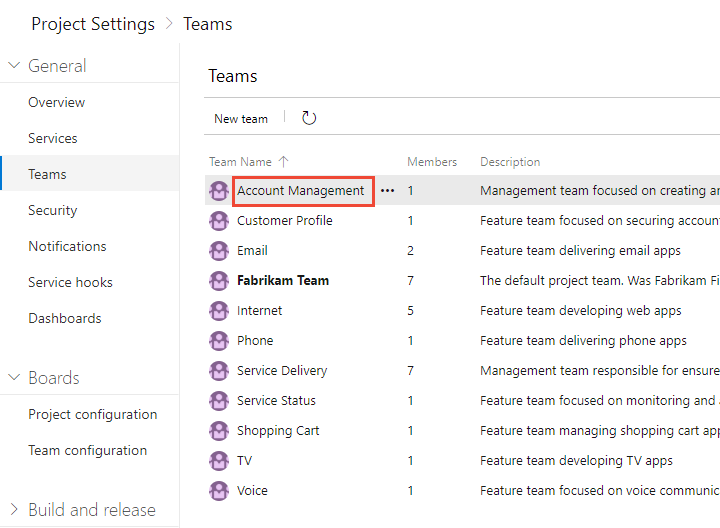 Project Settings > Teams
General
Overview
Services
Teams
Security
Notifications
Service hooks
Dashboards
Boards
Project configuration
Team configuration
Build and release
Teams
New team
Team Name ↑ Members Description
Account Management ••• 1 Management team focused on creating
Customer Profile 1 Feature team focused on securing account
Email 2 Feature team delivering email apps
Fabrikam Team 7 The default project team. Was Fabrikam Fi
Internet 5 Feature team developing web apps
Phone 1 Feature team delivering phone apps
Service Delivery 7 Management team responsible for ensure
Service Status 1 Feature team focused on monitoring and
Shopping Cart 1 Feature team managing shopping cart app
TV 1 Feature team developing TV apps
Voice 1 Feature team focused on voice communic